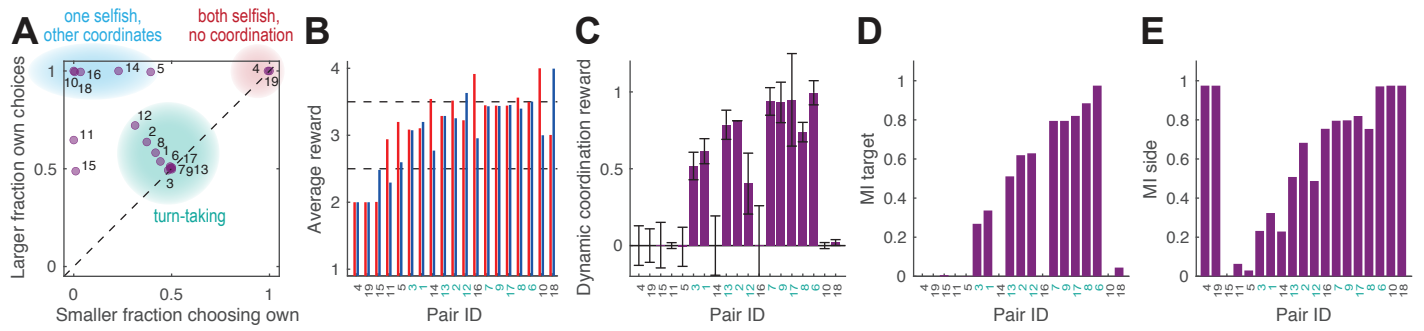 A
one selfish,
other coordinates
both selfish,
no coordination
Larger fraction own choices
1
0.5
0
10
16
18
14
5
4
19
11
15
12
2
8
1
6
17
7
9
13
3
turn-taking
0
0.5
1
Smaller fraction choosing own
B
Average reward
4
3
2
1
4 19 15 11 5 3 1 14 13 2 12 16 7 9 17 8 6 10 18
Pair ID
C
Dynamic coordination reward
1
0.5
0
4 19 15 11 5 3 1 14 13 2 12 16 7 9 17 8 6 10 18
Pair ID
D
MI target
1
0.8
0.6
0.4
0.2
0
4 19 15 11 5 3 1 14 13 2 12 16 7 9 17 8 6 10 18
Pair ID
E
MI side
1
0.8
0.6
0.4
0.2
0
4 19 15 11 5 3 1 14 13 2 12 16 7 9 17 8 6 10 18
Pair ID